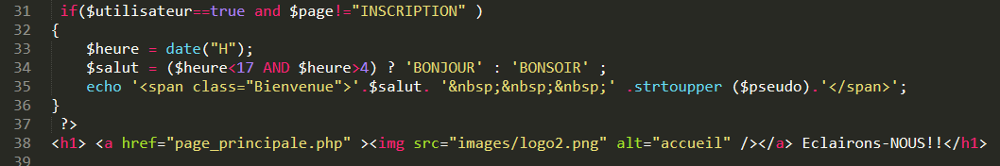 31 if($utilisateur==true and $page!="INSCRIPTION" )
32 {
33 $heure = date("H");
34 $salut = ($heure<17 AND $heure>4) ? 'BONJOUR' : 'BONSOIR' ;
35 echo '<span class="Bienvenue">'.$salut. '&nbsp;&nbsp;&nbsp;' .strtoupper ($pseudo).'</span>';
36 }
37 ?>
38 <h1> <a href="page_principale.php" ><img src="images/logo2.png" alt="accueil" /></a> Eclairons-NOUS!!</h1>
39